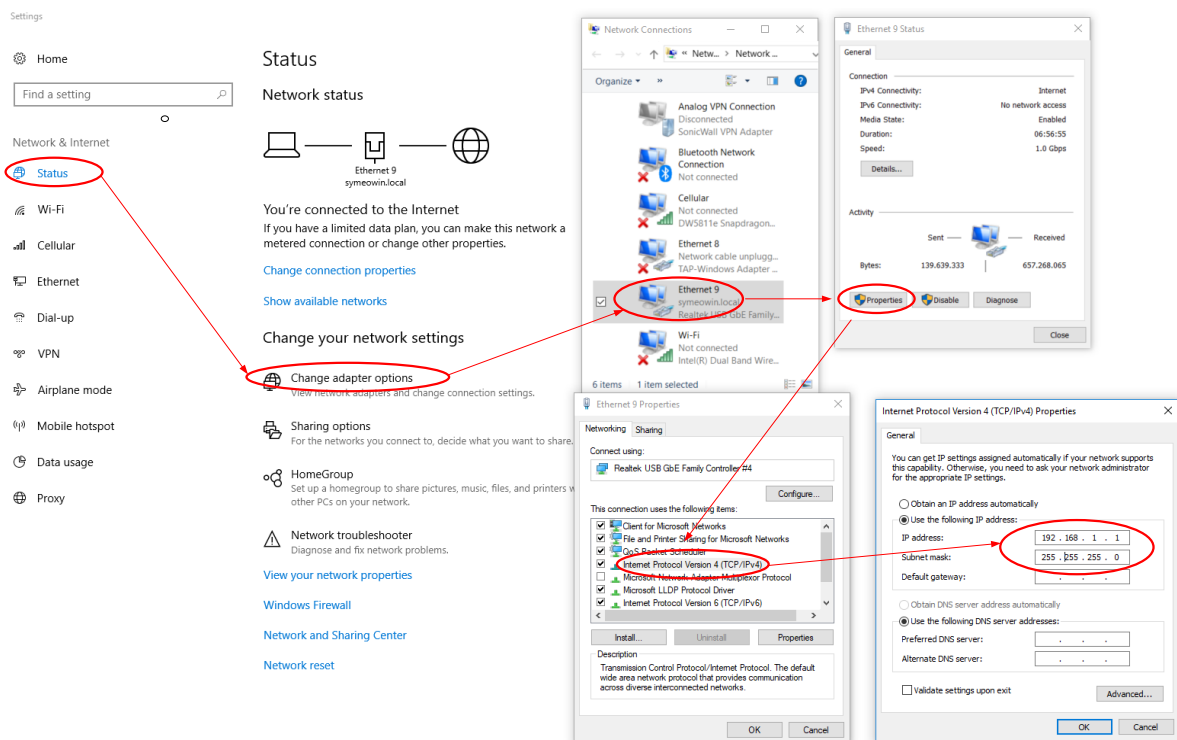 Settings
Home
Find a setting
Network & Internet
Status
Wi-Fi
Cellular
Ethernet
Dial-up
VPN
Airplane mode
Mobile hotspot
Data usage
Proxy
Status
Network status
Ethernet 9
symeowin.local
You're connected to the Internet
If you have a limited data plan, you can make this network a
metered connection or change other properties.
Change connection properties
Show available networks
Change your network settings
Change adapter options
View network adapters and change connection settings.
Sharing options
For the networks you connect to, decide what you want to share.
HomeGroup
Set up a homegroup to share pictures, music, files, and printers w
other PCs on your network.
Network troubleshooter
Diagnose and fix network problems.
View your network properties
Windows Firewall
Network and Sharing Center
Network reset
Network Connections
« Netw... > Network ...
Organize »
Analog VPN Connection
Disconnected
SonicWall VPN Adapter
Bluetooth Network
Connection
Not connected
Cellular
Not connected
DW5811e Snapdragon...
Ethernet 8
Network cable unplugg...
TAP-Windows Adapter ...
Ethernet 9
symeowin.local
Realtek USB GbE Family...
Wi-Fi
Not connected
Intel(R) Dual Band Wire...
6 items 1 item selected
Ethernet 9 Status
General
Connection
IPv4 Connectivity: Internet
IPv6 Connectivity: No network access
Media State: Enabled
Duration: 06:56:55
Speed: 1.0 Gbps
Details...
Activity
Sent Received
Bytes: 139.639.333 657.268.065
Properties Disable Diagnose
Close
Ethernet 9 Properties
Networking Sharing
Connect using:
Realtek USB GbE Family Controller #4
Configure...
This connection uses the following items:
Client for Microsoft Networks
File and Printer Sharing for Microsoft Networks
QoS Packet Scheduler
Internet Protocol Version 4 (TCP/IPv4)
Microsoft Network Adapter Multiplexor Protocol
Microsoft LLDP Protocol Driver
Internet Protocol Version 6 (TCP/IPv6)
Install... Uninstall Properties
Description
Transmission Control Protocol/Internet Protocol. The default
wide area network protocol that provides communication
across diverse interconnected networks.
OK Cancel
Internet Protocol Version 4 (TCP/IPv4) Properties
General
You can get IP settings assigned automatically if your network supports
this capability. Otherwise, you need to ask your network administrator
for the appropriate IP settings.
Obtain an IP address automatically
Use the following IP address:
IP address: 192 . 168 . 1 . 1
Subnet mask: 255 . 255 . 255 . 0
Default gateway: . . .
Obtain DNS server address automatically
Use the following DNS server addresses:
Preferred DNS server: . . .
Alternate DNS server: . . .
Validate settings upon exit
Advanced...
OK Cancel